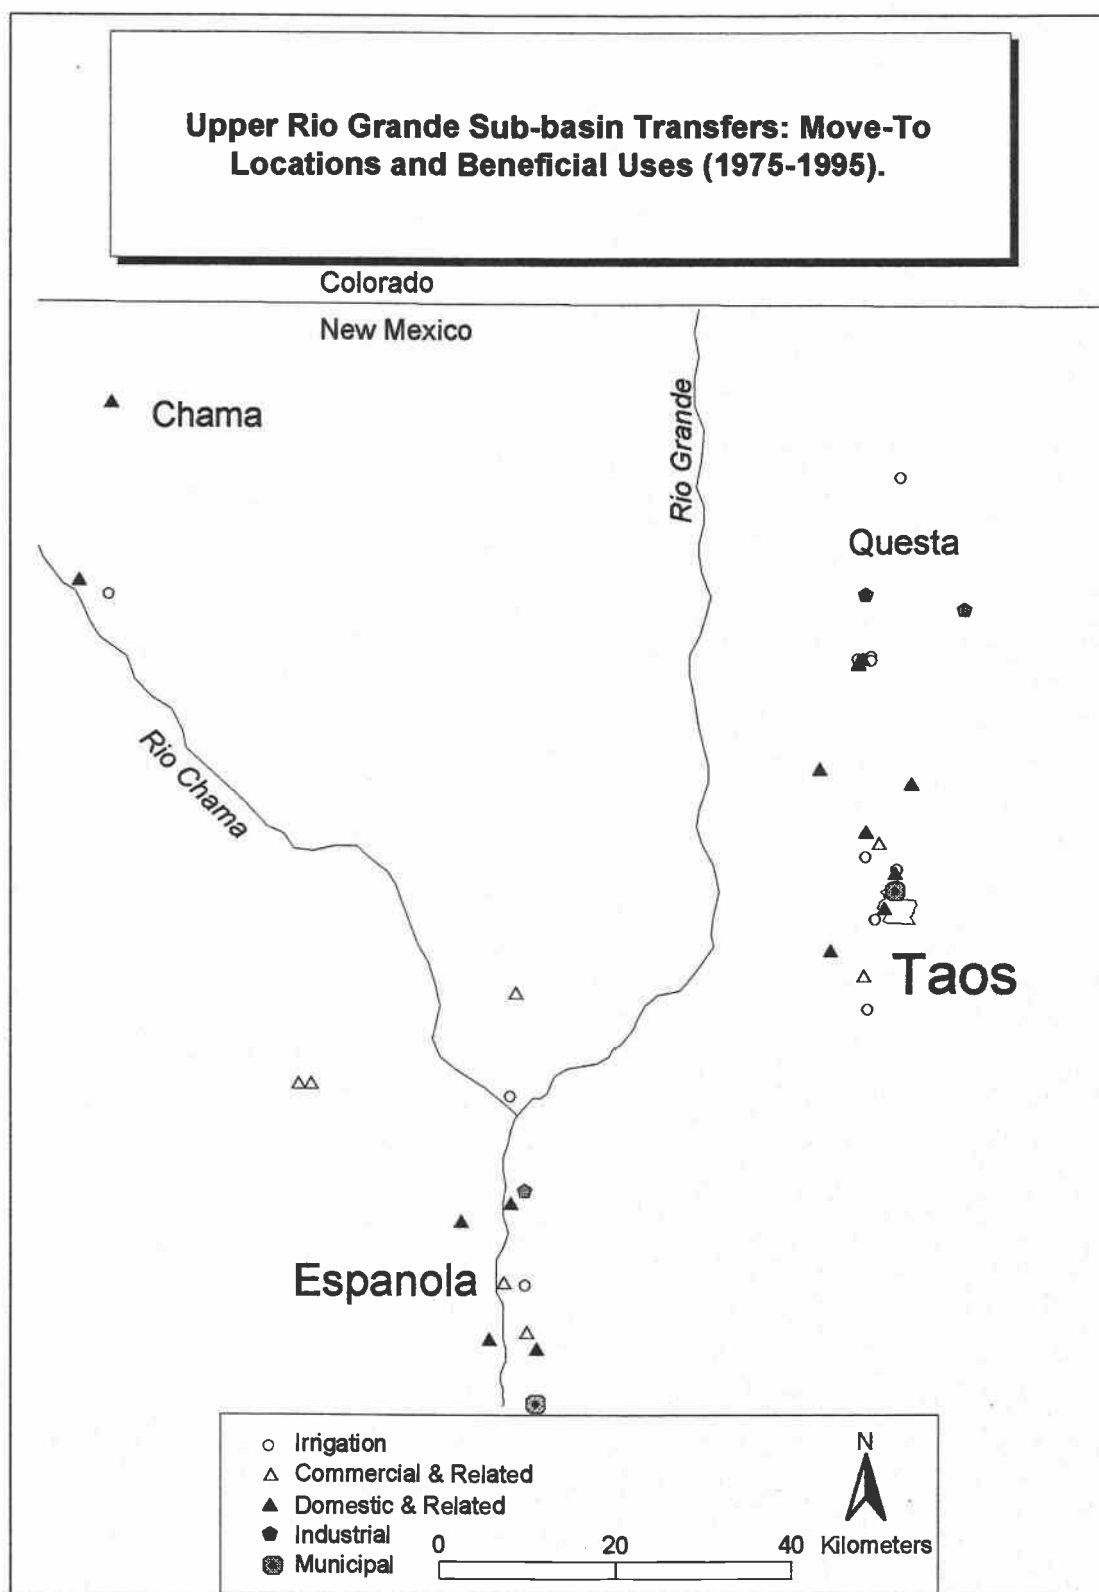 Upper Rio Grande Sub-basin Transfers: Move-To
Locations and Beneficial Uses (1975-1995).
Colorado
New Mexico
Chama
Rio Grande
Questa
Rio Chama
Taos
Espanola
Irrigation
Commercial & Related
Domestic & Related
Industrial
Municipal
N
0 20 40 Kilometers